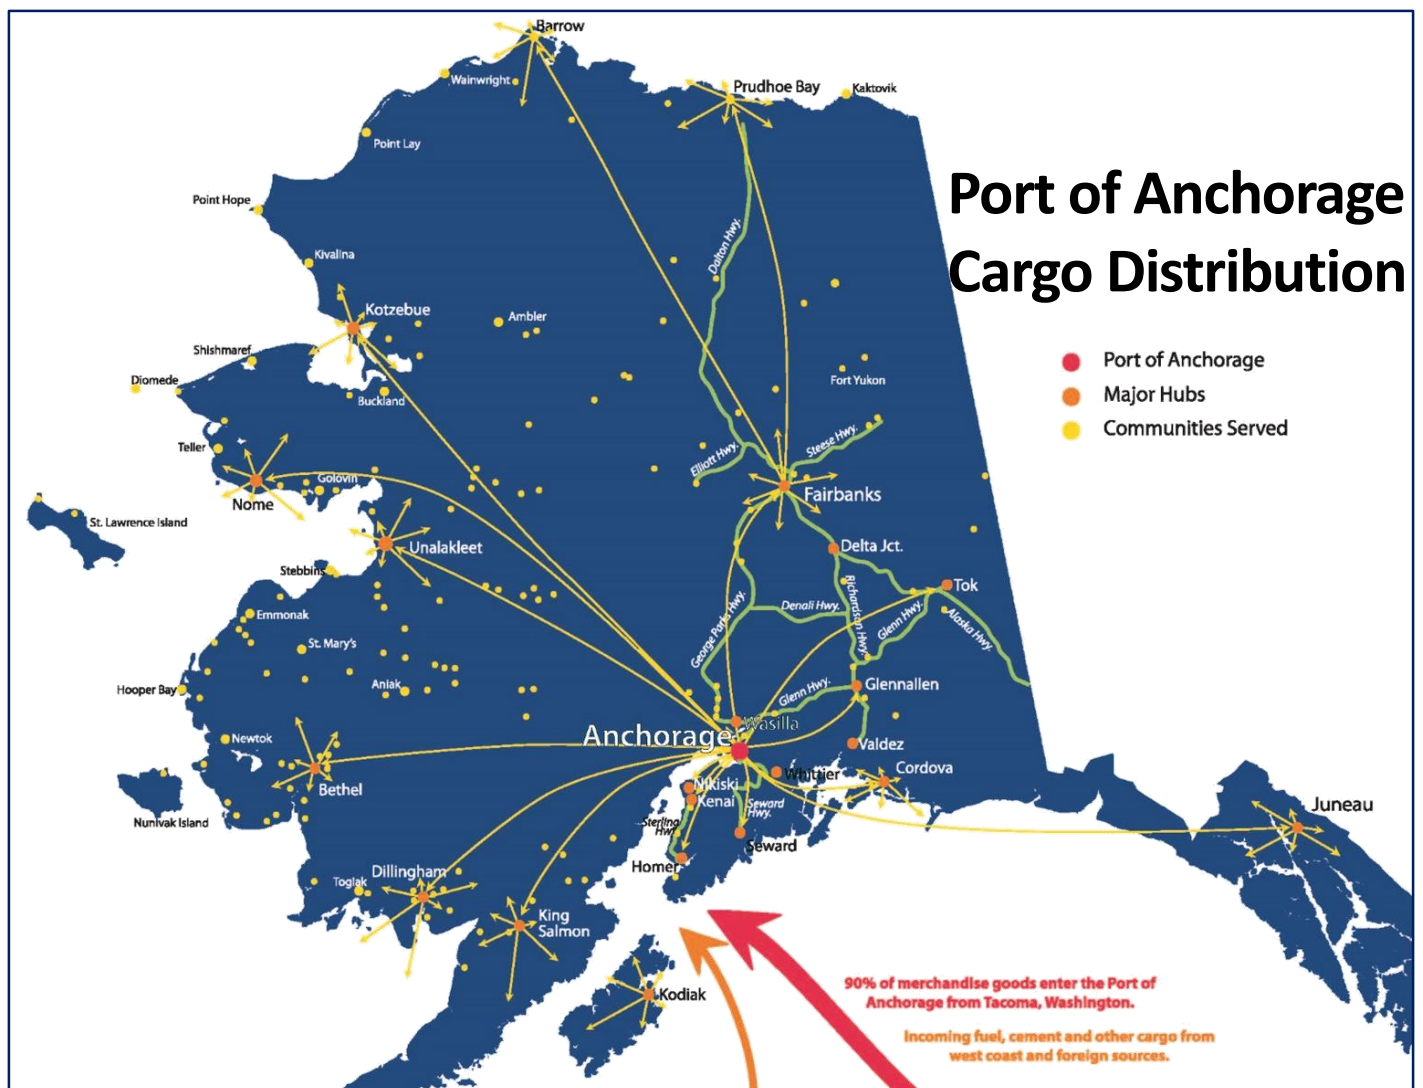 Barrow
Prudhoe Bay
Kaktovik
Wainwright
Point Lay
Port of Anchorage
Cargo Distribution
Point Hope
Dalton Hwy.
Kivalina
Kotzebue
Ambler
Shishmaref
Port of Anchorage
Diomede
Fort Yukon
Major Hubs
Buckland
Communities Served
Teller
Elliott Hwy.
Steese Hwy.
Golovin
Nome
Fairbanks
St. Lawrence Island
Unalakleet
Delta Jct.
Stebbins
Tok
Emmonak
Denali Hwy.
Richardson Hwy.
Glenn Hwy.
Alaska Hwy.
George Parks Hwy.
St. Mary's
Hooper Bay
Aniak
Glenn Hwy.
Glennallen
Wasilla
Anchorage
Newtok
Valdez
Whittier
Cordova
Bethel
Nikiski
Kenai
Seward
Hwy.
Juneau
Nunivak Island
Sterling
Hwy.
Seward
Homer
Dillingham
Togiak
King
Salmon
Kodiak
90% of merchandise goods enter the Port of
Anchorage from Tacoma, Washington.
Incoming fuel, cement and other cargo from
west coast and foreign sources.